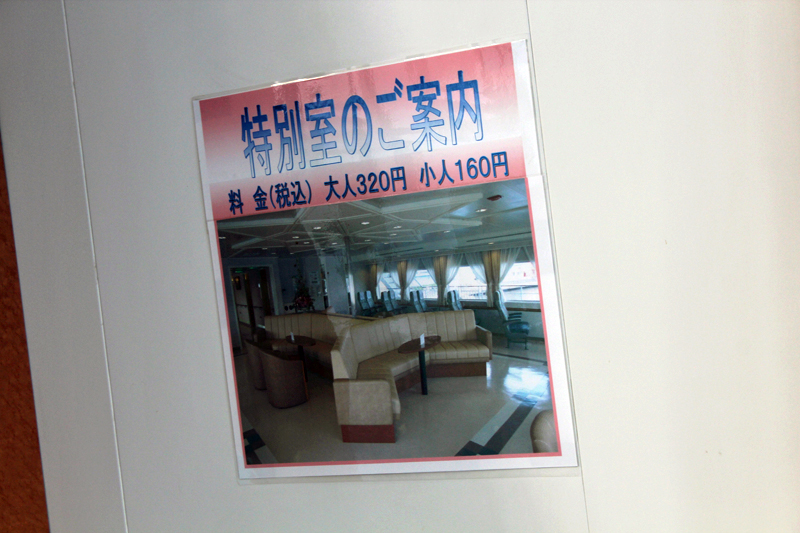 特別室のご案内
料 金(税込) 大人320円 小人160円